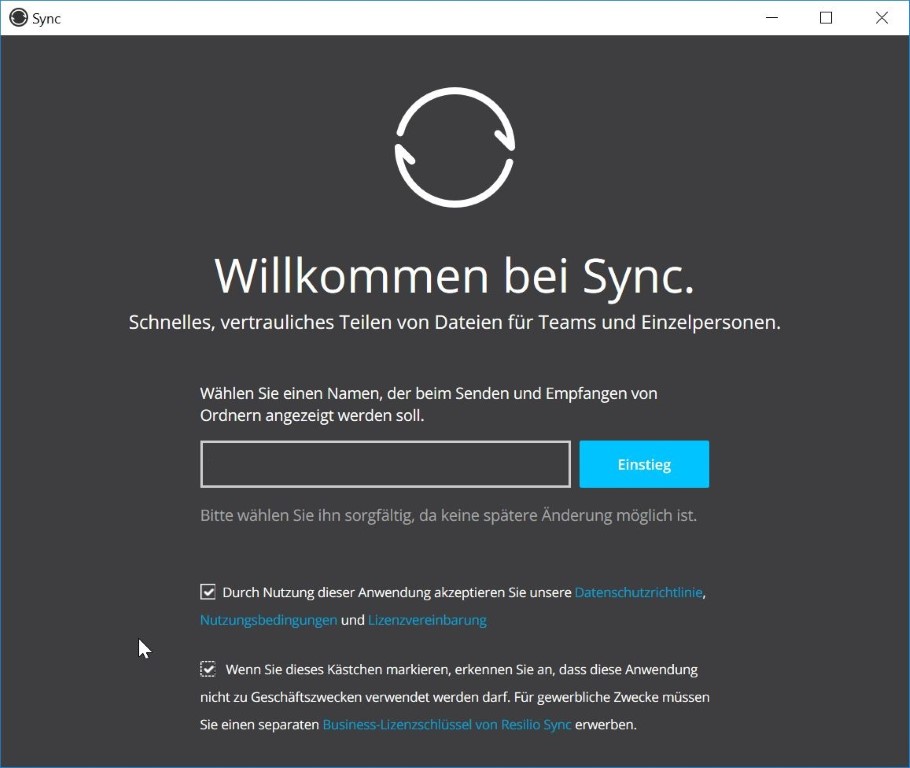 Sync
Willkommen bei Sync.
Schnelles, vertrauliches Teilen von Dateien für Teams und Einzelpersonen.
Wählen Sie einen Namen, der beim Senden und Empfangen von
Ordnern angezeigt werden soll.
Einstieg
Bitte wählen Sie ihn sorgfältig, da keine spätere Änderung möglich ist.
Durch Nutzung dieser Anwendung akzeptieren Sie unsere Datenschutzrichtlinie,
Nutzungsbedingungen und Lizenzvereinbarung
Wenn Sie dieses Kästchen markieren, erkennen Sie an, dass diese Anwendung
nicht zu Geschäftszwecken verwendet werden darf. Für gewerbliche Zwecke müssen
Sie einen separaten Business-Lizenzschlüssel von Resilio Sync erwerben.